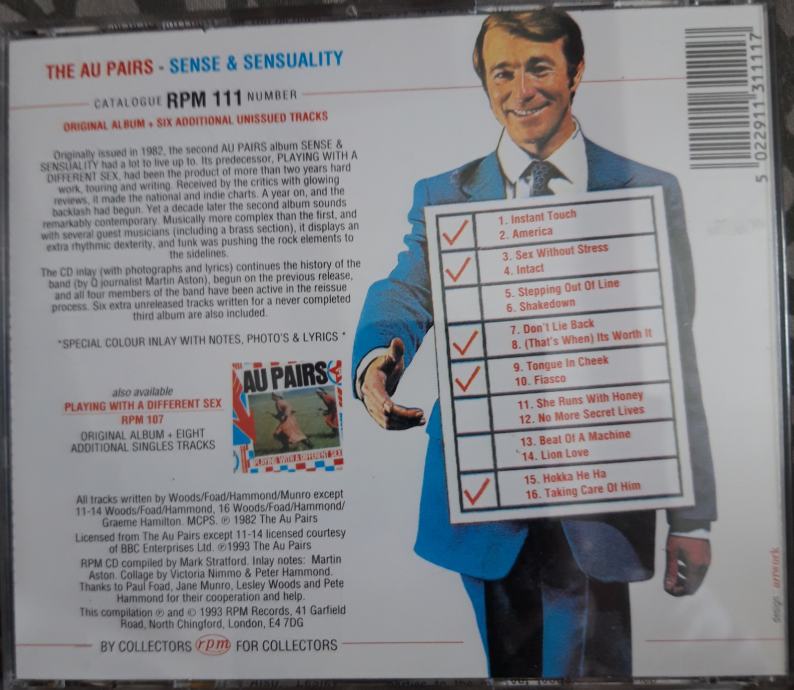 THE AU PAIRS - SENSE & SENSUALITY
CATALOGUE RPM 111 NUMBER
ORIGINAL ALBUM + SIX ADDITIONAL UNISSUED TRACKS
Originally issued in 1982, the second AU PAIRS album SENSE &
SENSUALITY had a lot to live up to. Its predecessor, PLAYING WITH A
DIFFERENT SEX, had been the product of more than two years hard
work, touring and writing. Received by the critics with glowing
reviews, it made the national and indie charts. A year on, and the
backlash had begun. Yet a decade later the second album sounds
remarkably contemporary. Musically more complex than the first, and
with several guest musicians (including a brass section), it displays an
extra rhythmic dexterity, and funk was pushing the rock elements to
the sidelines.
The CD inlay (with photographs and lyrics) continues the history of the
band (by Q journalist Martin Aston), begun on the previous release,
and all four members of the band have been active in the reissue
process. Six extra unreleased tracks written for a never completed
third album are also included.
*SPECIAL COLOUR INLAY WITH NOTES, PHOTO'S & LYRICS *
also available
PLAYING WITH A DIFFERENT SEX
RPM 107
ORIGINAL ALBUM + EIGHT
ADDITIONAL SINGLES TRACKS
AU PAIRS
PLAYING WITH A DIFFERENT SEX
All tracks written by Woods/Foad/Hammond/Munro except
11-14 Woods/Foad/Hammond, 16 Woods/Foad/Hammond/
Graeme Hamilton. MCPS. ℗ 1982 The Au Pairs
Licensed from The Au Pairs except 11-14 licensed courtesy
of BBC Enterprises Ltd. ℗1993 The Au Pairs
RPM CD compiled by Mark Stratford. Inlay notes: Martin
Aston. Collage by Victoria Nimmo & Peter Hammond.
Thanks to Paul Foad, Jane Munro, Lesley Woods and Pete
Hammond for their cooperation and help.
This compilation ℗ and © 1993 RPM Records, 41 Garfield
Road, North Chingford, London, E4 7DG
BY COLLECTORS rpm FOR COLLECTORS
1. Instant Touch
2. America
3. Sex Without Stress
4. Intact
5. Stepping Out Of Line
6. Shakedown
7. Don't Lie Back
8. (That's When) Its Worth It
9. Tongue In Cheek
10. Fiasco
11. She Runs With Honey
12. No More Secret Lives
13. Beat Of A Machine
14. Lion Love
15. Hokka He Ha
16. Taking Care Of Him
5 022911 311117
design: artwork